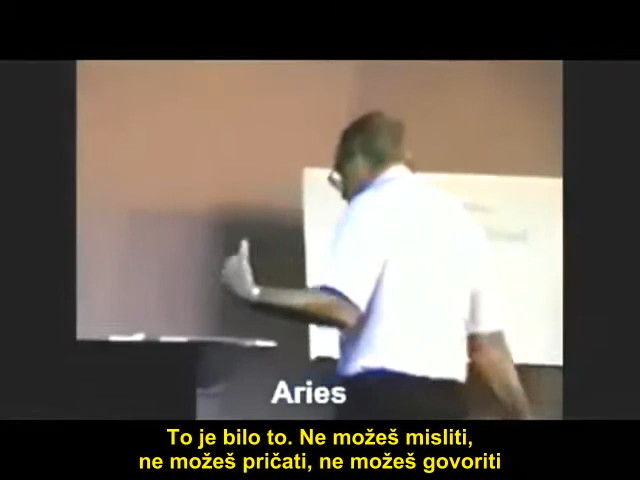 Aries
To je bilo to. Ne možeš misliti,
ne možeš pričati, ne možeš govoriti